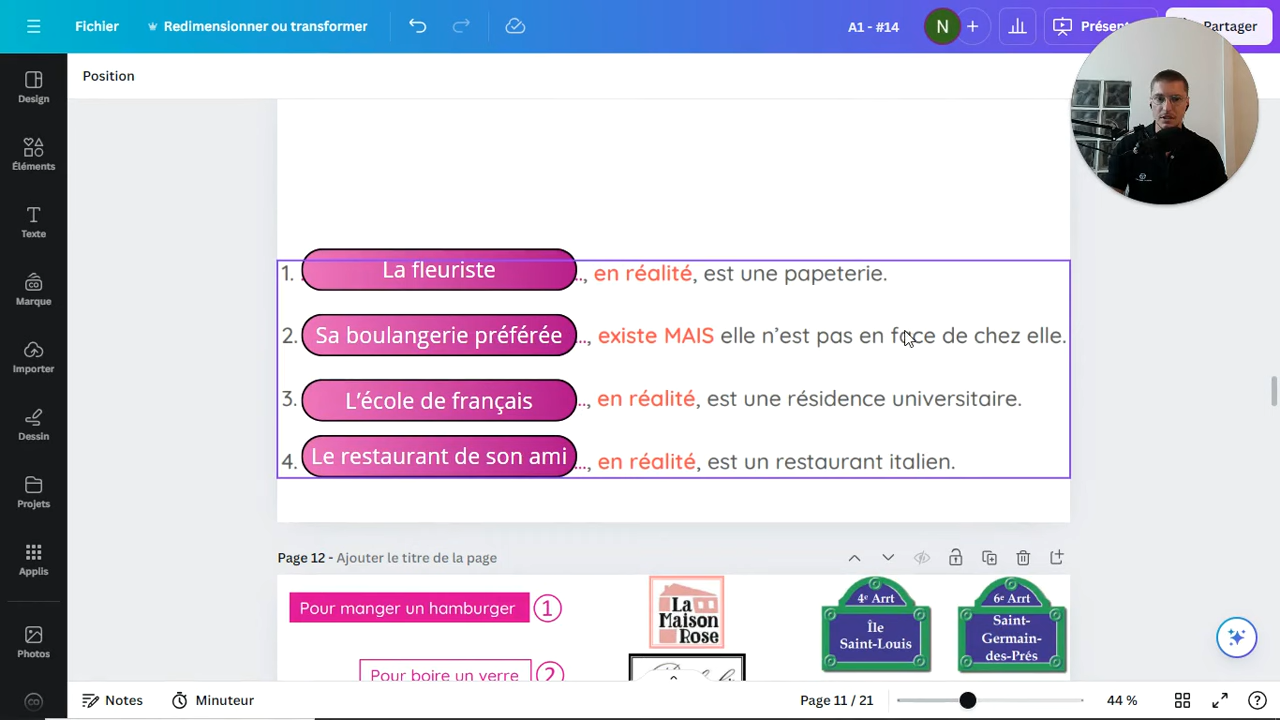 Fichier
Redimensionner ou transformer
A1 - #14
N
Présent
Partager
Position
Design
Éléments
Texte
Marque
Importer
Dessin
Projets
Applis
Photos
1. La fleuriste .., en réalité, est une papeterie.
2. Sa boulangerie préférée .., existe MAIS elle n’est pas en face de chez elle.
3. L’école de français .., en réalité, est une résidence universitaire.
4. Le restaurant de son ami .., en réalité, est un restaurant italien.
Page 12 - Ajouter le titre de la page
Pour manger un hamburger 1
Pour boire un verre 2
La
Maison
Rose
4e Arrt
Île
Saint-Louis
6e Arrt
Saint-
Germain-
des-Prés
Notes
Minuteur
Page 11 / 21
44 %